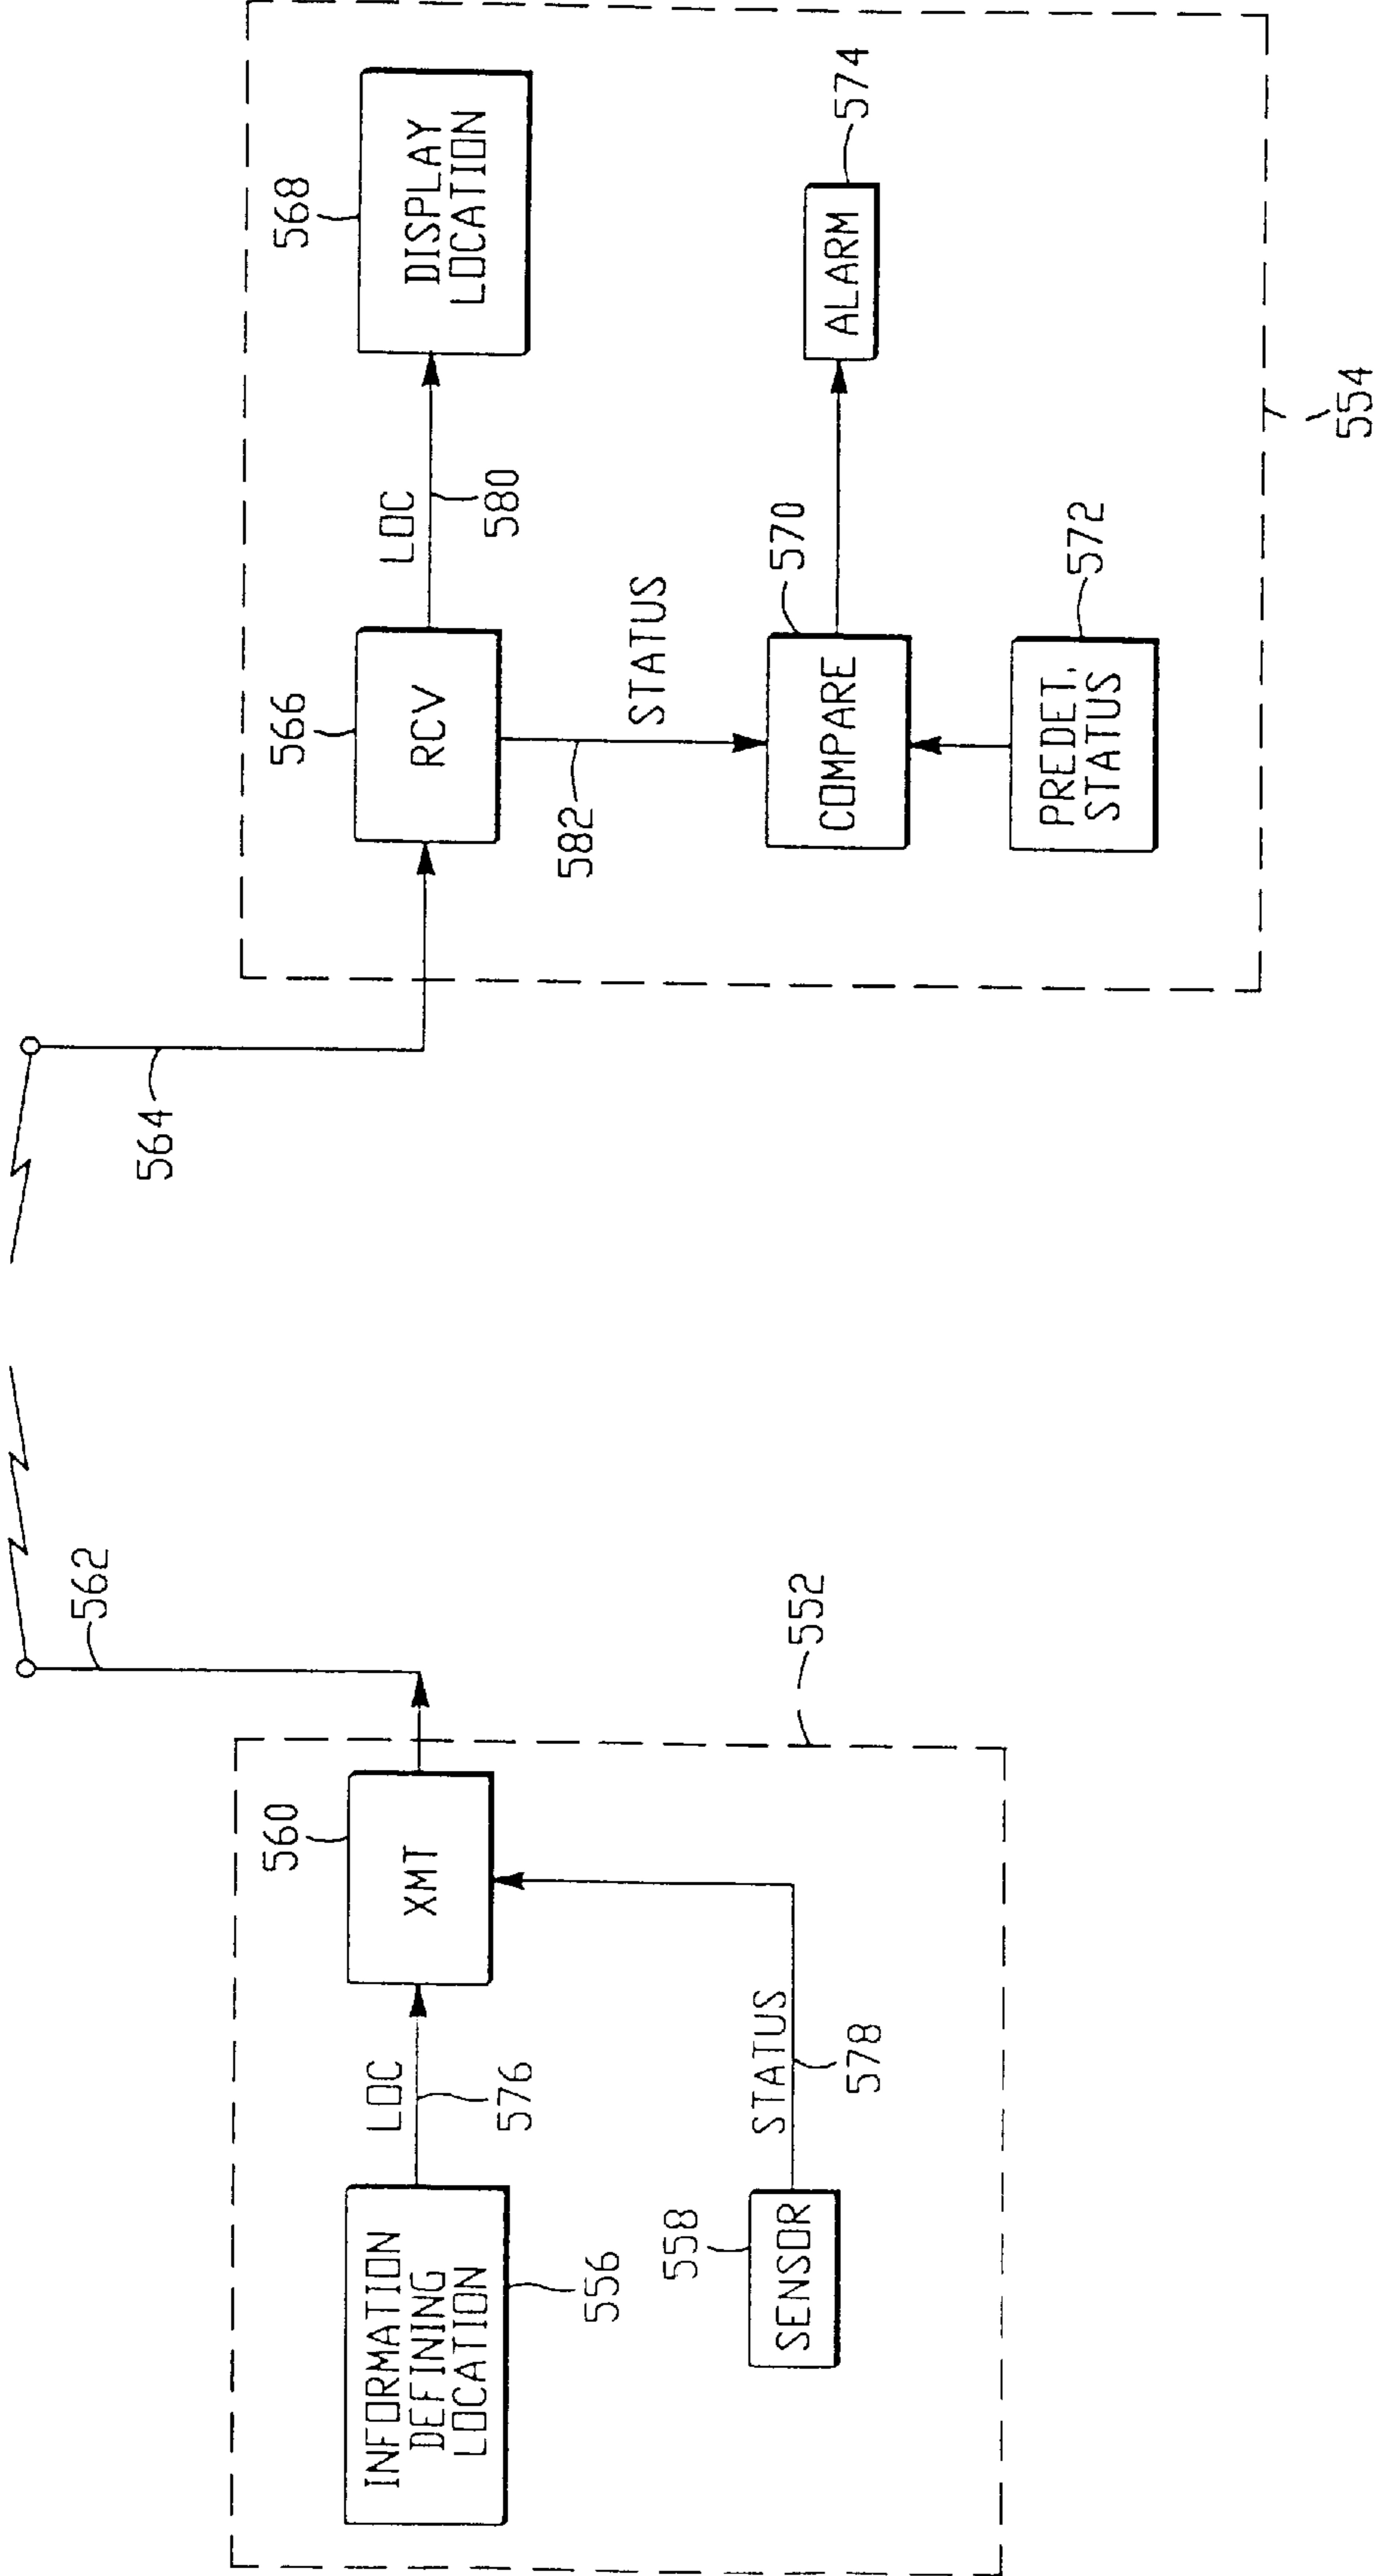 562
564
560
XMT
INFORMATION
DEFINING
LOCATION
LOC
576
556
558
SENSOR
STATUS
578
552
566
RCV
LOC
580
568
DISPLAY
LOCATION
582
STATUS
570
COMPARE
574
ALARM
572
PREDET.
STATUS
554